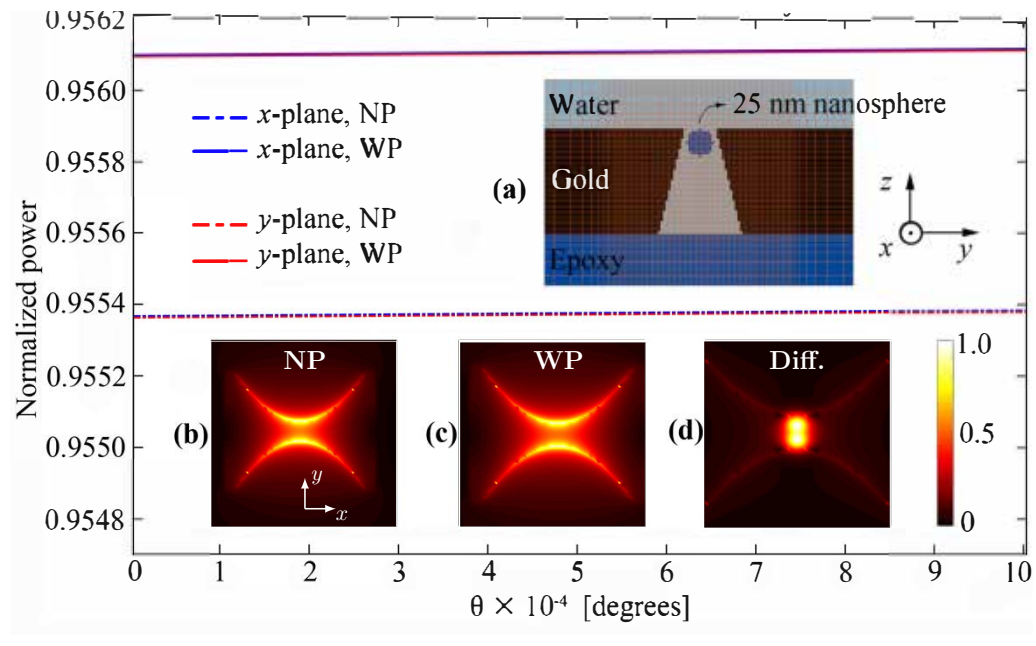 0.9562
0.9560
0.9558
0.9556
0.9554
0.9552
0.9550
0.9548
Normalized power
x-plane, NP
x-plane, WP
y-plane, NP
y-plane, WP
(a)
Water
25 nm nanosphere
Gold
Epoxy
z
x
y
NP
WP
Diff.
(b)
(c)
(d)
y
x
1.0
0.5
0
0 1 2 3 4 5 6 7 8 9 10
θ × 10⁻⁴ [degrees]